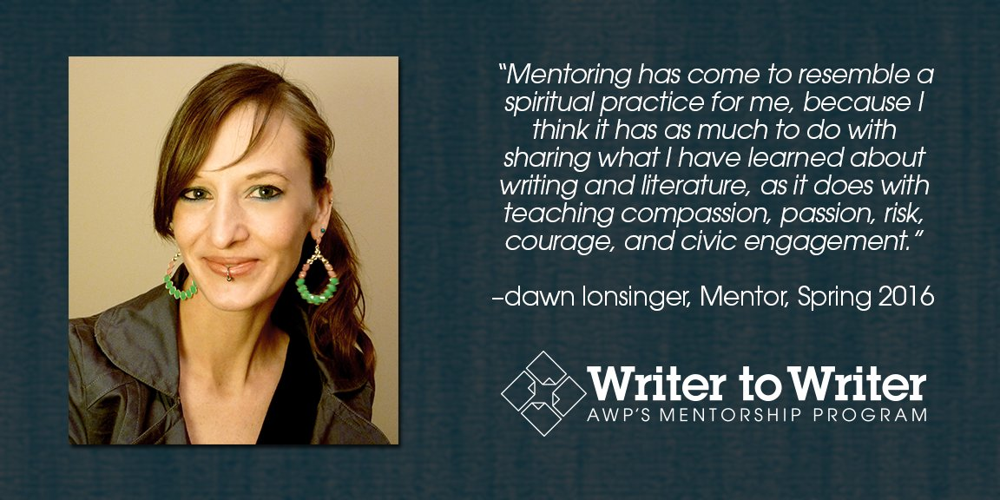 “Mentoring has come to resemble a
spiritual practice for me, because I
think it has as much to do with
sharing what I have learned about
writing and literature, as it does with
teaching compassion, passion, risk,
courage, and civic engagement.”
–dawn lonsinger, Mentor, Spring 2016
Writer to Writer
AWP'S MENTORSHIP PROGRAM